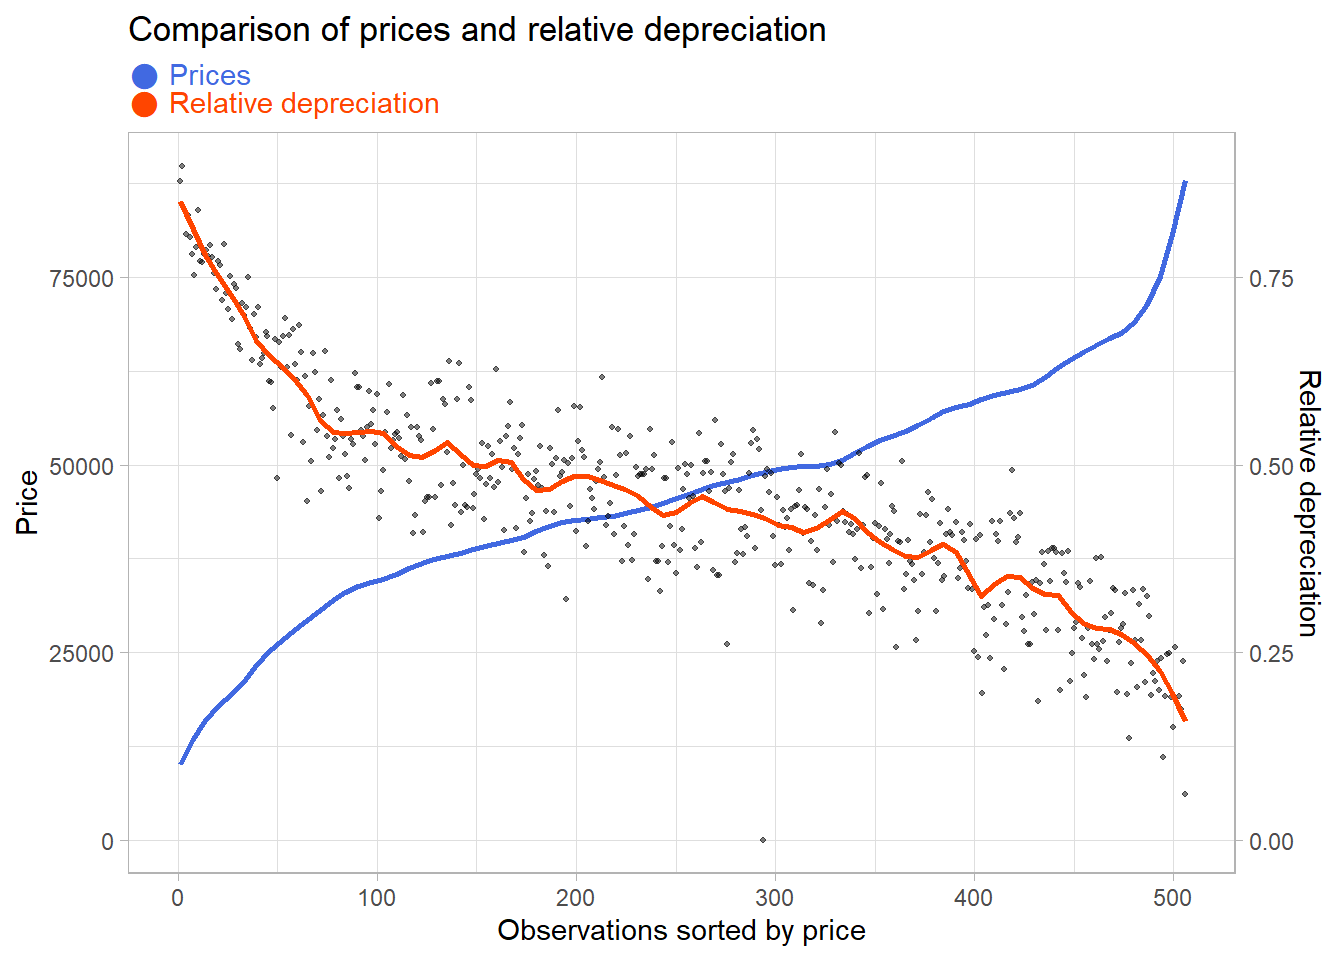 Comparison of prices and relative depreciation
Prices
Relative depreciation
75000
50000
25000
0
Price
0.75
0.50
0.25
0.00
Relative depreciation
0 100 200 300 400 500
Observations sorted by price